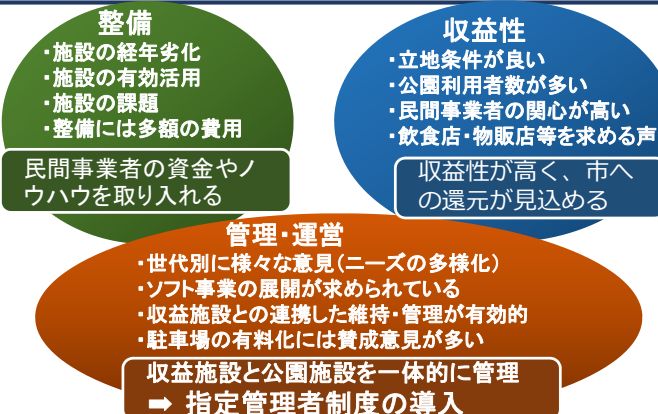 整備
・施設の経年劣化
・施設の有効活用
・施設の課題
・整備には多額の費用
民間事業者の資金やノ
ウハウを取り入れる
収益性
・立地条件が良い
・公園利用者数が多い
・民間事業者の関心が高い
・飲食店・物販店等を求める声
収益性が高く、市へ
の還元が見込める
管理・運営
・世代別に様々な意見（ニーズの多様化）
・ソフト事業の展開が求められている
・収益施設との連携した維持・管理が有効的
・駐車場の有料化には賛成意見が多い
収益施設と公園施設を一体的に管理
➡ 指定管理者制度の導入